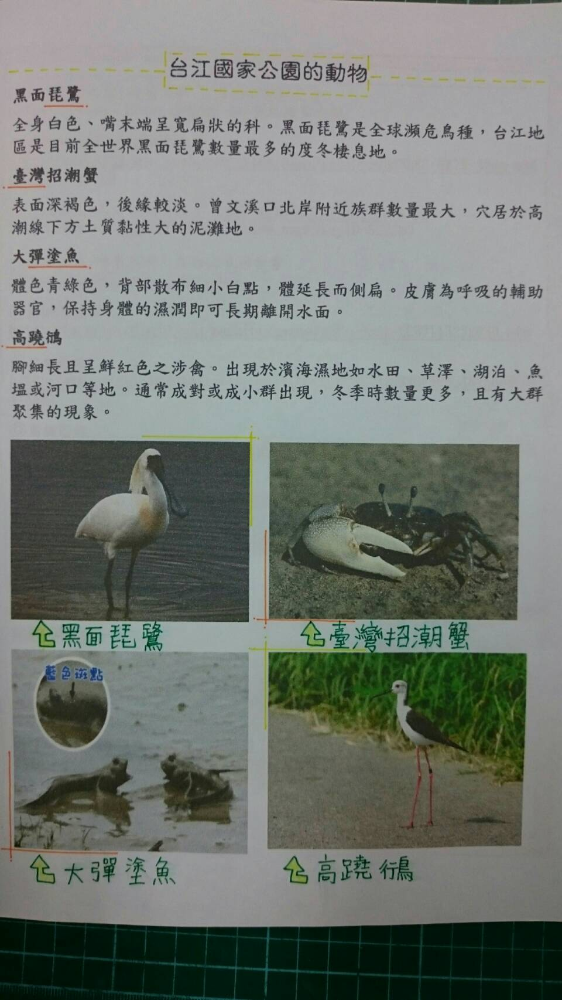 台江國家公園的動物
黑面琵鷺
全身白色、嘴末端呈寬扁狀的科。黑面琵鷺是全球瀕危鳥種，台江地
區是目前全世界黑面琵鷺數量最多的度冬棲息地。
臺灣招潮蟹
表面深褐色，後緣較淡。曾文溪口北岸附近族群數量最大，穴居於高
潮線下方土質黏性大的泥灘地。
大彈塗魚
體色青綠色，背部散布細小白點，體延長而側扁。皮膚為呼吸的輔助
器官，保持身體的濕潤即可長期離開水面。
高蹺鴴
腳細長且呈鮮紅色之涉禽。出現於濱海濕地如水田、草澤、湖泊、魚
塭或河口等地。通常成對或成小群出現，冬季時數量更多，且有大群
聚集的現象。
黑面琵鷺
臺灣招潮蟹
藍色斑點
大彈塗魚
高蹺鴴